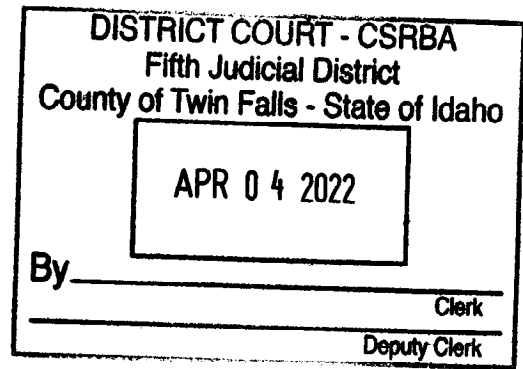 DISTRICT COURT - CSRBA
Fifth Judicial District
County of Twin Falls - State of Idaho
APR 04 2022
By
Clerk
Deputy Clerk